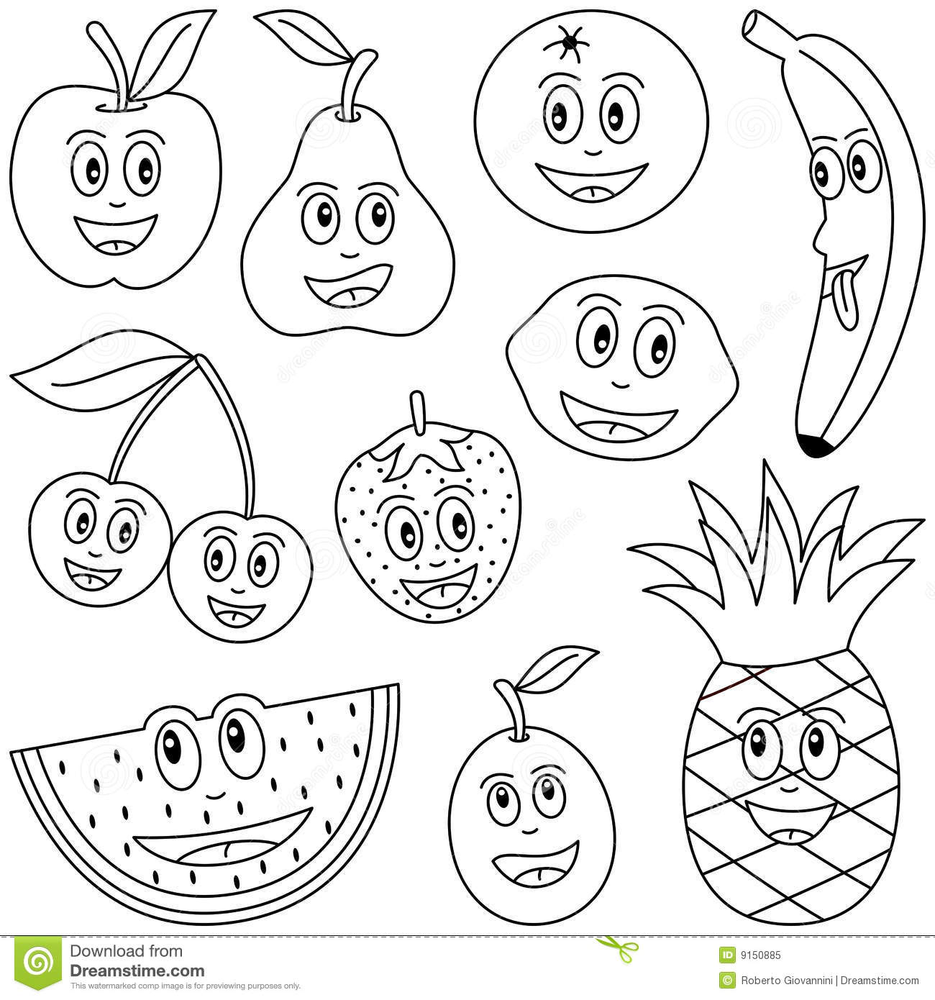 Download from
Dreamstime.com
This watermarked comp image is for previewing purposes only.
ID 9150885
© Roberto Giovannini | Dreamstime.com